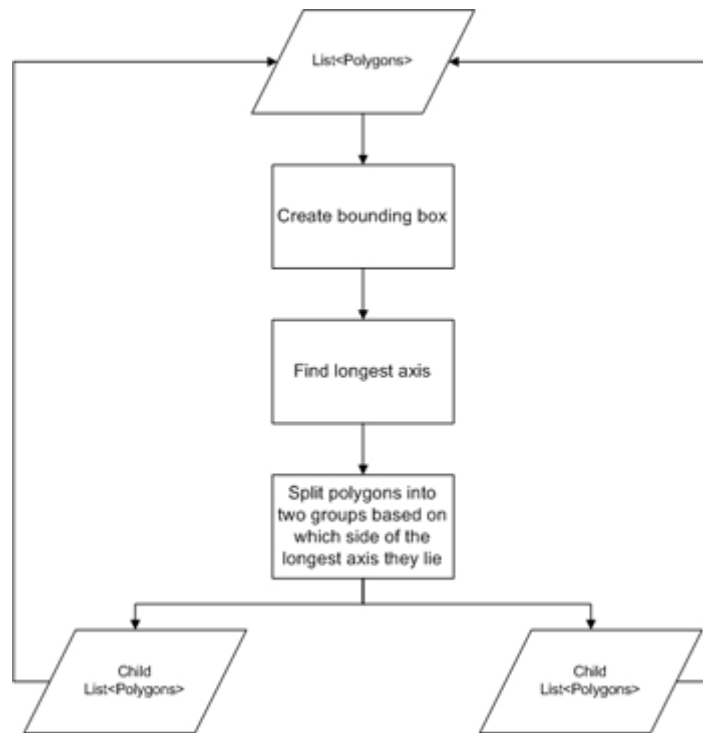 List<Polygons>
Create bounding box
Find longest axis
Split polygons into
two groups based on
which side of the
longest axis they lie
Child
List<Polygons>
Child
List<Polygons>